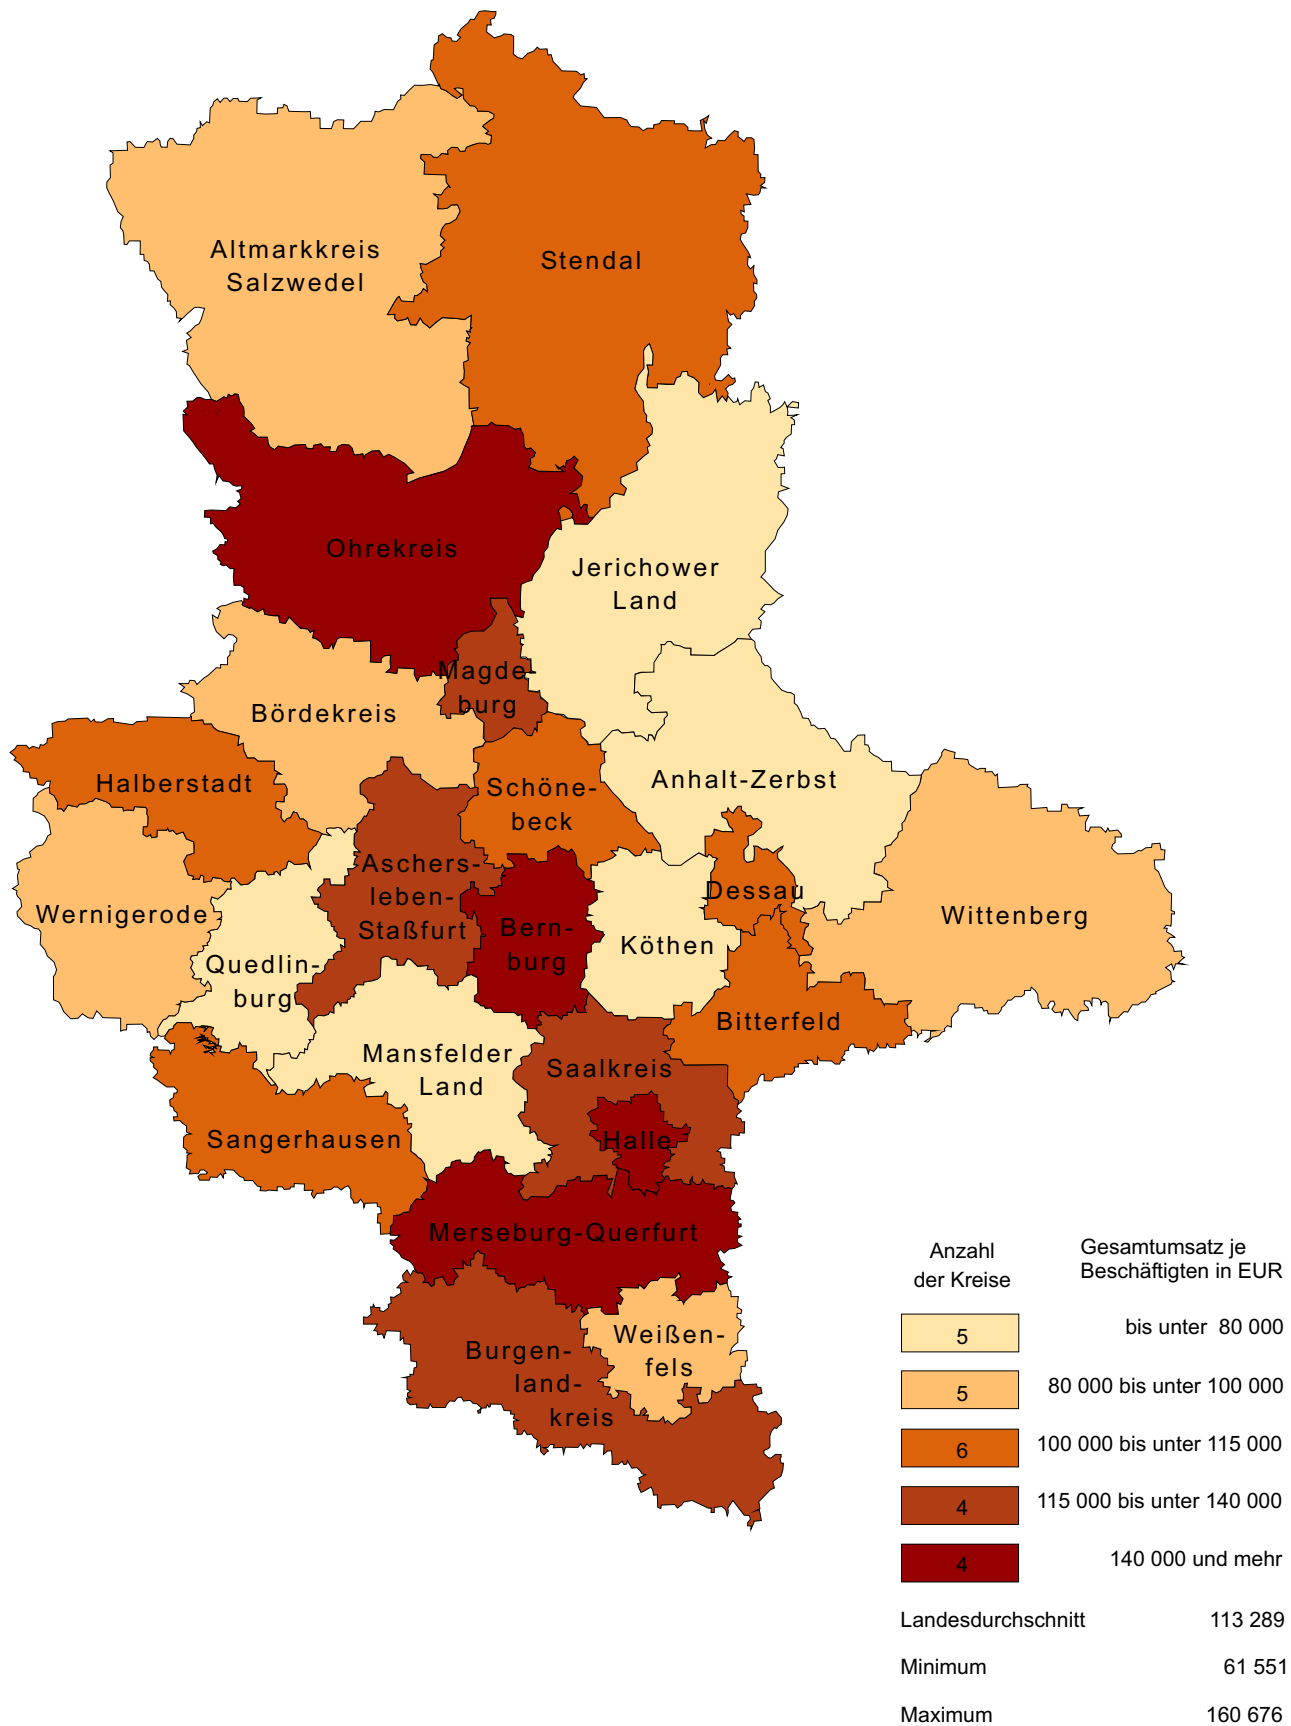 Altmarkkreis
Salzwedel
Stendal
Ohrekreis
Jerichower
Land
Magde-
burg
Bördekreis
Halberstadt
Schöne-
beck
Anhalt-Zerbst
Aschers-
leben-
Staßfurt
Wernigerode
Dessau
Wittenberg
Bern-
burg
Köthen
Quedlin-
burg
Bitterfeld
Mansfelder
Land
Saalkreis
Sangerhausen
Halle
Merseburg-Querfurt
Weißen-
fels
Burgen-
land-
kreis
Anzahl
der Kreise
Gesamtumsatz je
Beschäftigten in EUR
5 bis unter 80 000
5 80 000 bis unter 100 000
6 100 000 bis unter 115 000
4 115 000 bis unter 140 000
4 140 000 und mehr
Landesdurchschnitt 113 289
Minimum 61 551
Maximum 160 676